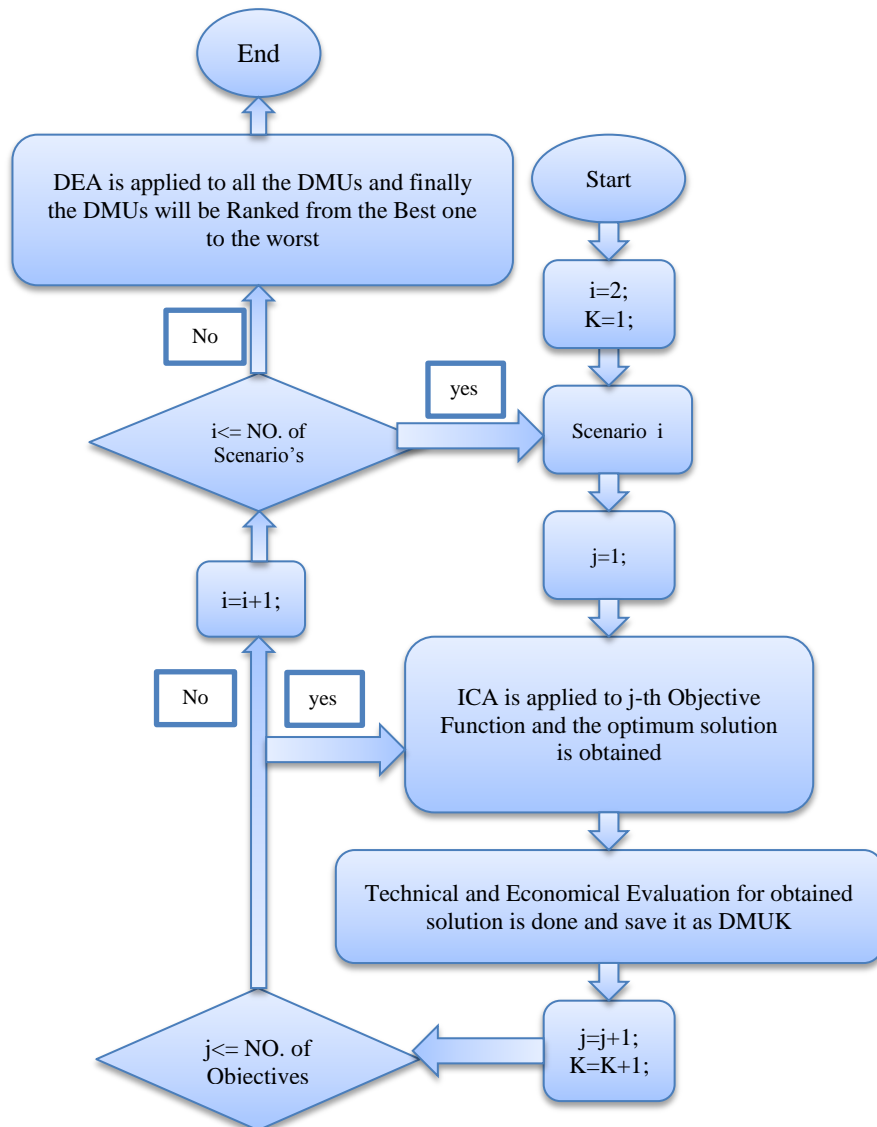 End
DEA is applied to all the DMUs and finally
the DMUs will be Ranked from the Best one
to the worst
Start
i=2;
K=1;
No
yes
i<= NO. of
Scenario’s
Scenario i
j=1;
i=i+1;
No
yes
ICA is applied to j-th Objective
Function and the optimum solution
is obtained
Technical and Economical Evaluation for obtained
solution is done and save it as DMUK
j<= NO. of
Objectives
j=j+1;
K=K+1;